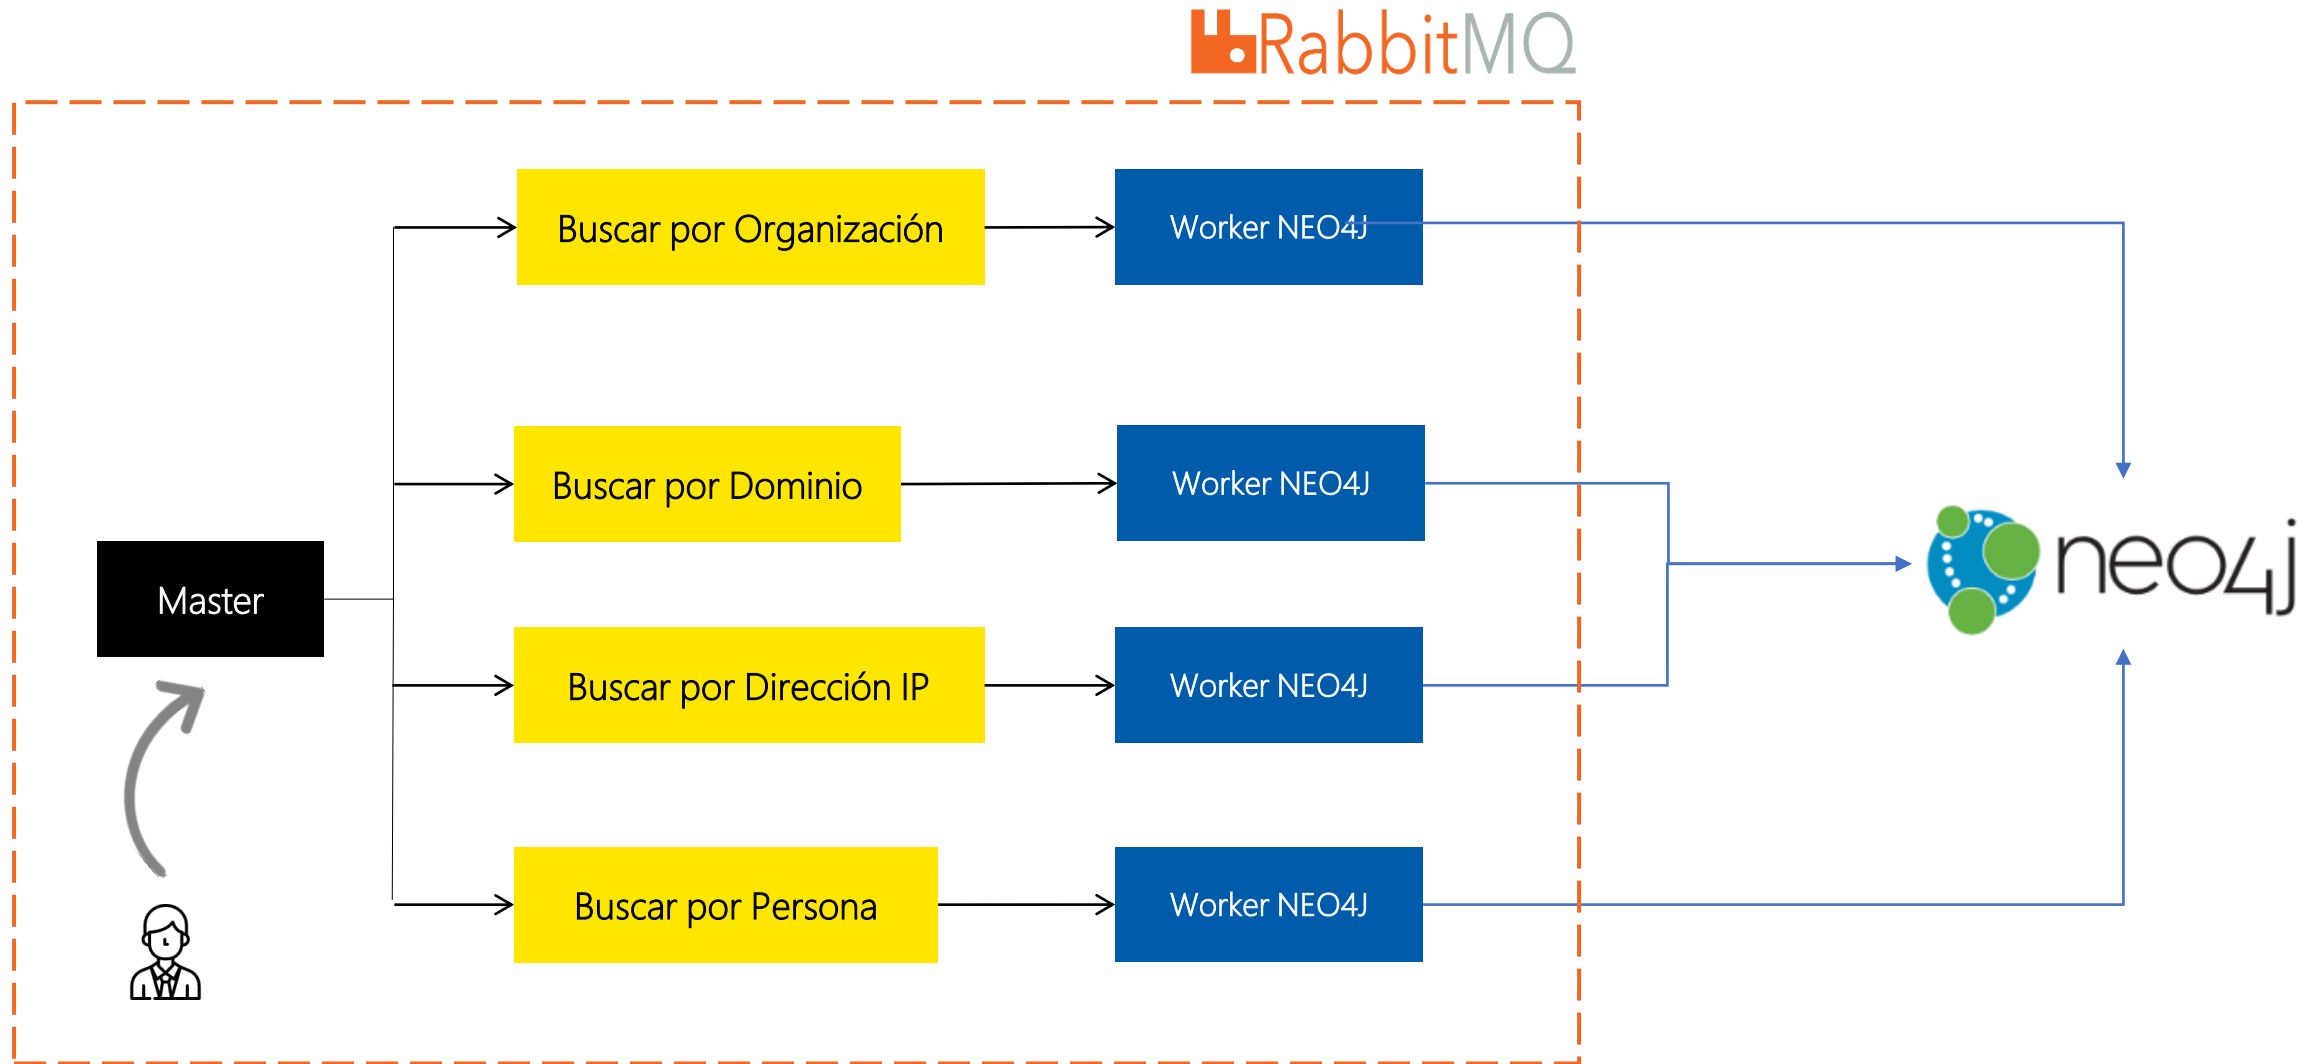 RabbitMQ
Buscar por Organización
Worker NEO4J
Buscar por Dominio
Worker NEO4J
Master
neo4j
Buscar por Dirección IP
Worker NEO4J
Buscar por Persona
Worker NEO4J